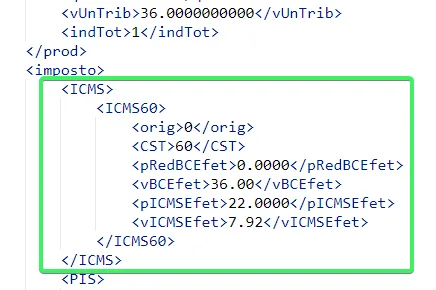 <vUnTrib>36.0000000000</vUnTrib>
<indTot>1</indTot>
</prod>
<imposto>
<ICMS>
<ICMS60>
<orig>0</orig>
<CST>60</CST>
<pRedBCEfet>0.0000</pRedBCEfet>
<vBCEfet>36.00</vBCEfet>
<pICMSEfet>22.0000</pICMSEfet>
<vICMSEfet>7.92</vICMSEfet>
</ICMS60>
</ICMS>
<PIS>